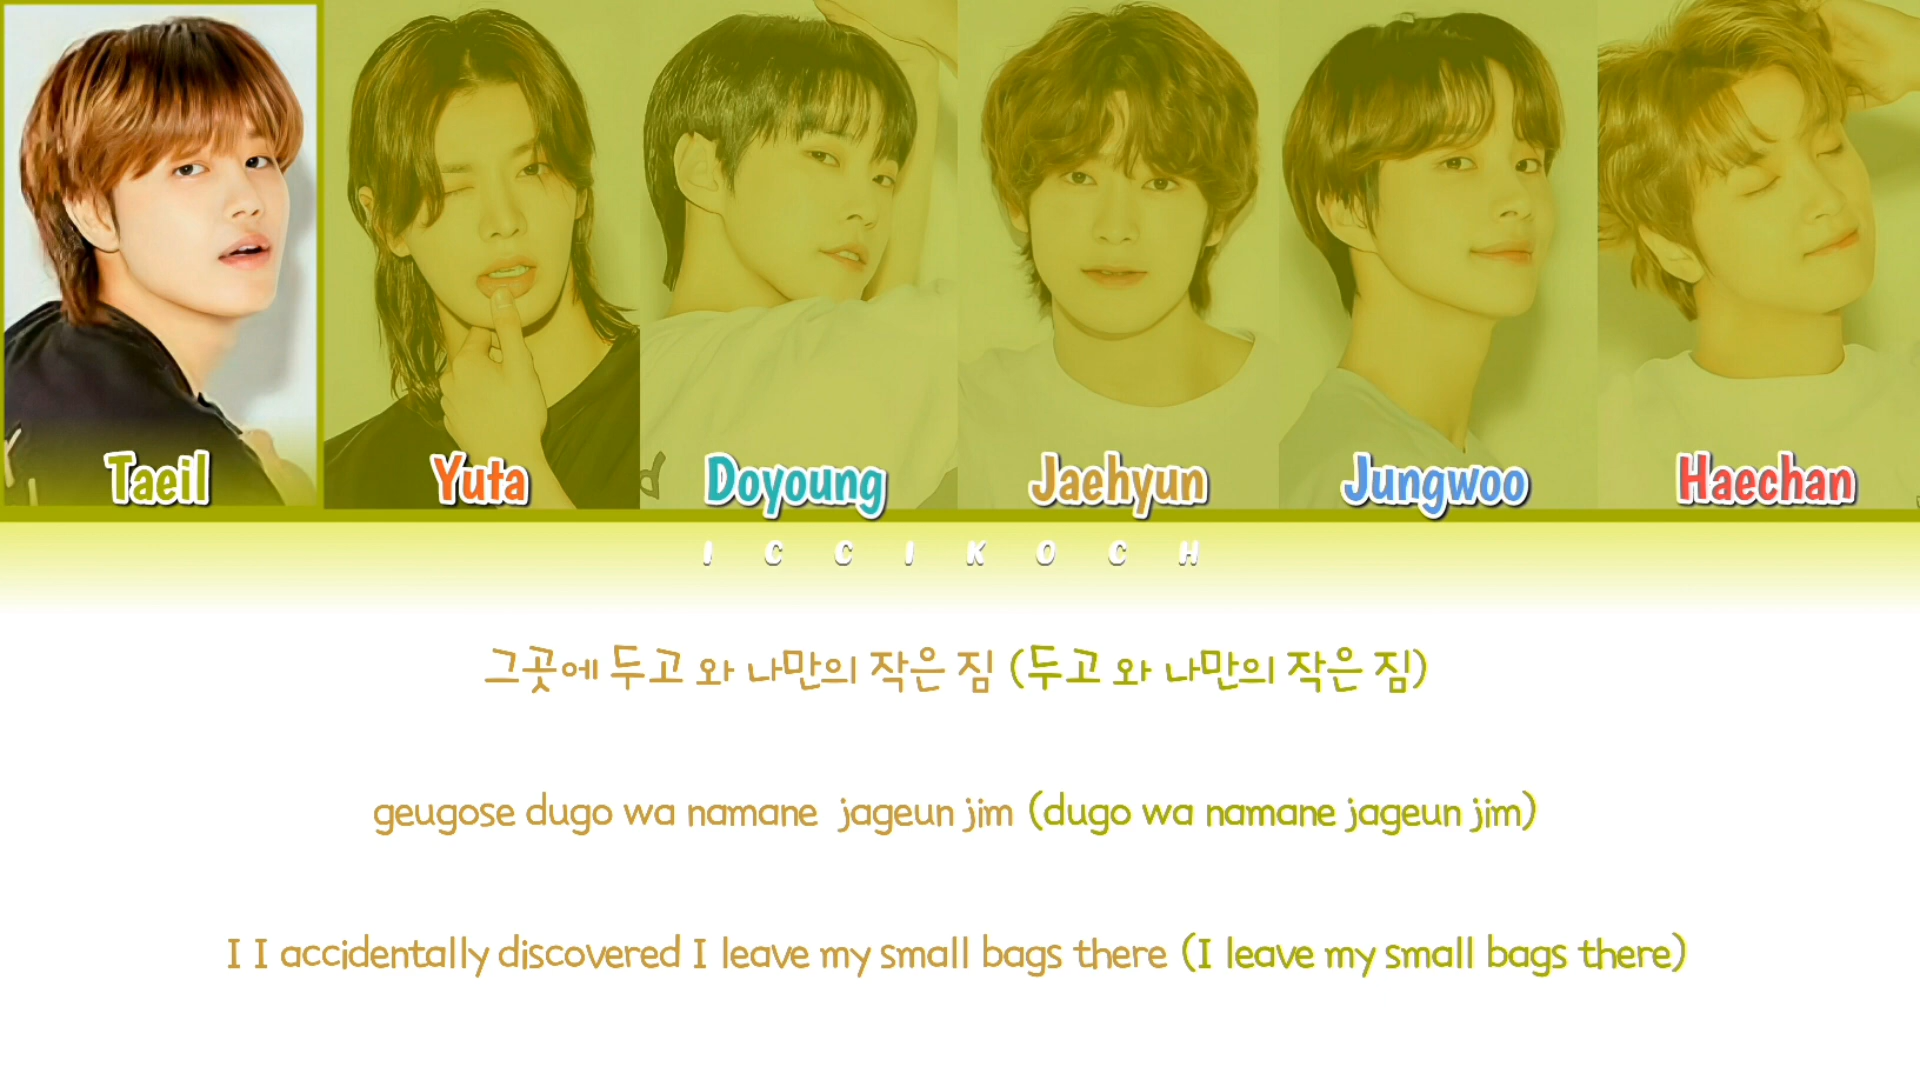 Taeil Yuta Doyoung Jaehyun Jungwoo Haechan
ICCIKOCH
그곳에 두고 와 나만의 작은 짐 (두고 와 나만의 작은 짐)
geugose dugo wa namane jageun jim (dugo wa namane jageun jim)
I I accidentally discovered I leave my small bags there (I leave my small bags there)